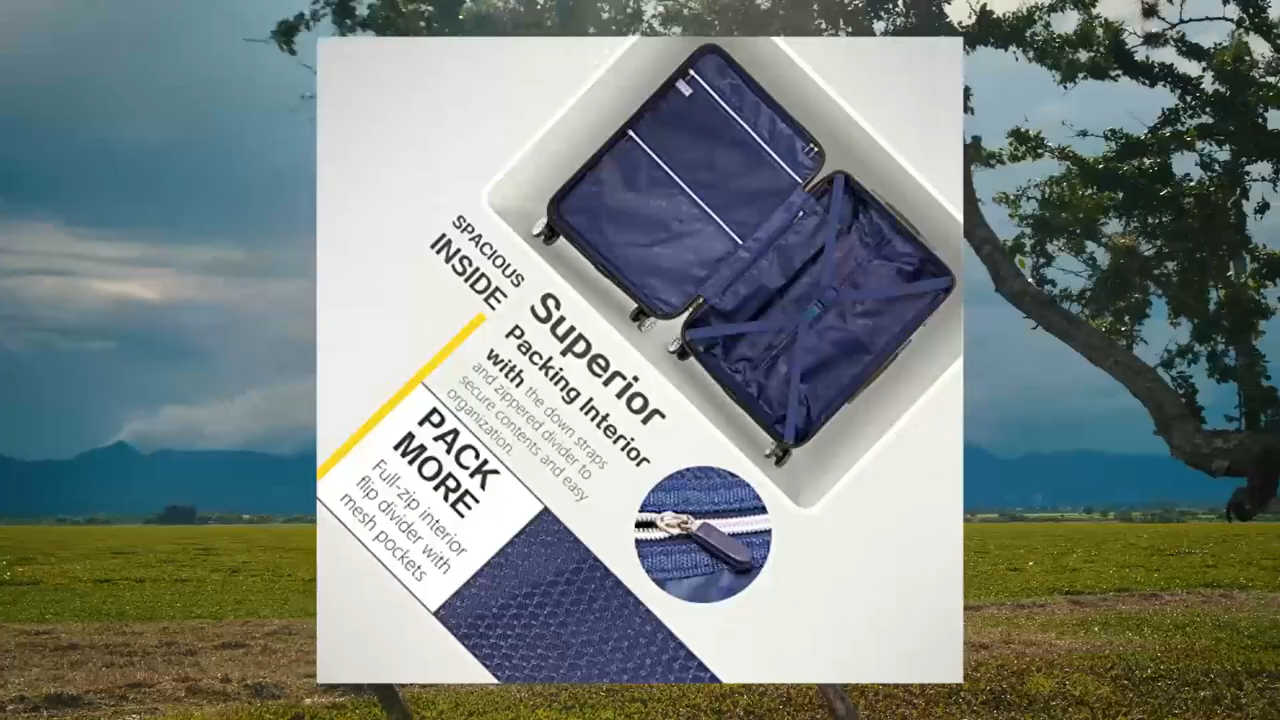 SPACIOUS
INSIDE
Superior
Packing Interior
with the down straps
and zippered divider to
secure contents and easy
organization.
PACK
MORE
Full-zip interior
flip divider with
mesh pockets